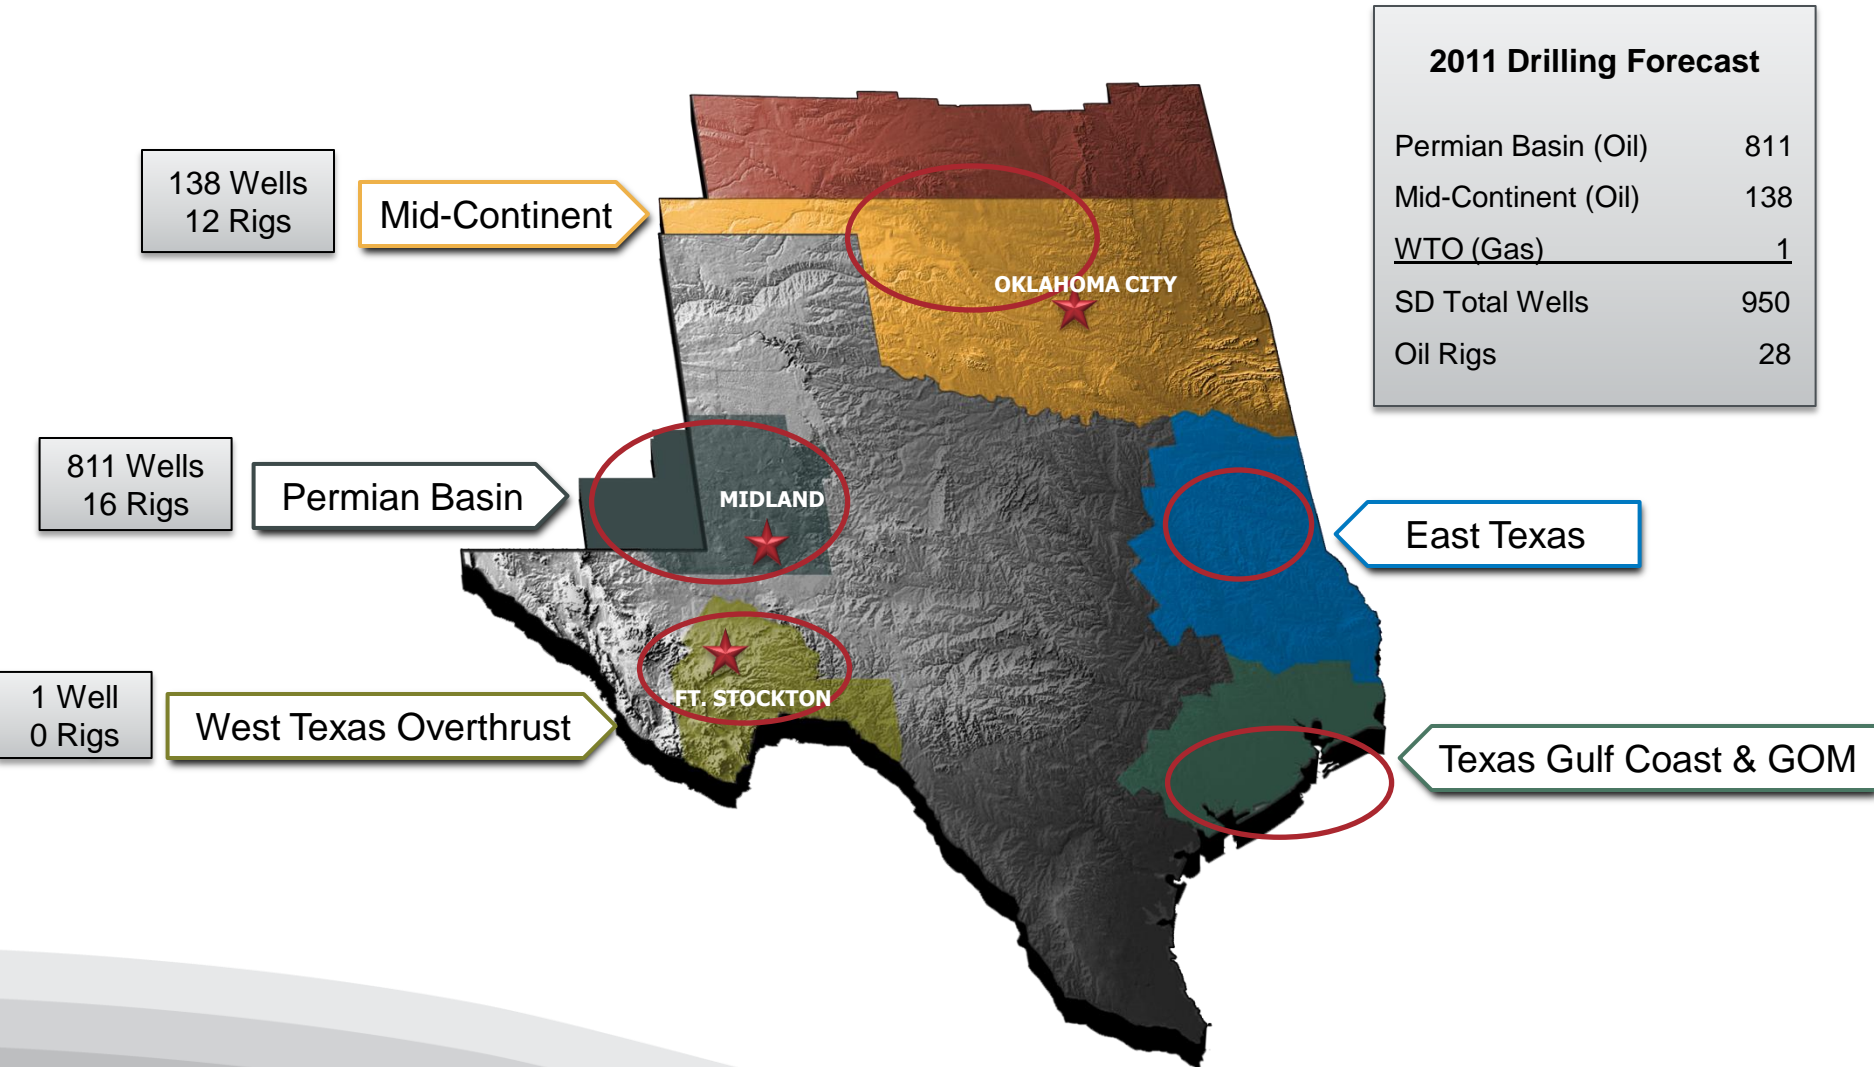 2011 Drilling Forecast
Permian Basin (Oil) 811
Mid-Continent (Oil) 138
WTO (Gas) 1
SD Total Wells 950
Oil Rigs 28
138 Wells
12 Rigs
Mid-Continent
OKLAHOMA CITY
811 Wells
16 Rigs
Permian Basin
MIDLAND
East Texas
1 Well
0 Rigs
West Texas Overthrust
FT. STOCKTON
Texas Gulf Coast & GOM